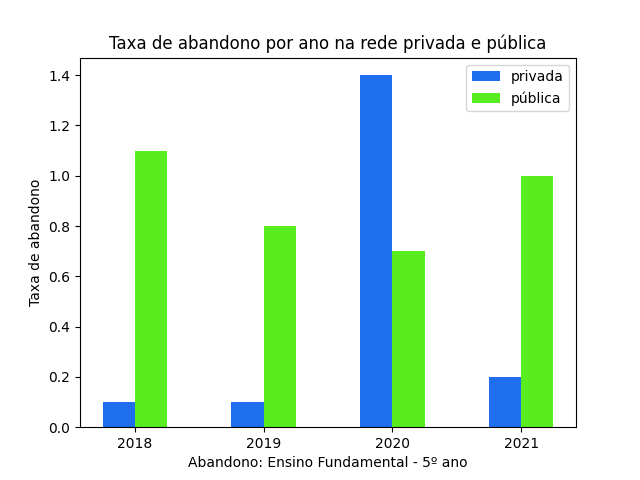 Taxa de abandono por ano na rede privada e pública
privada
pública
Taxa de abandono
1.4
1.2
1.0
0.8
0.6
0.4
0.2
0.0
2018 2019 2020 2021
Abandono: Ensino Fundamental - 5º ano